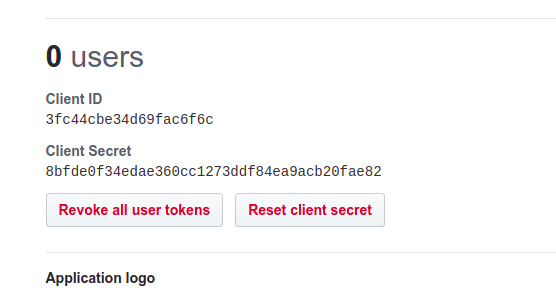 0 users
Client ID
3fc44cbe34d69fac6f6c
Client Secret
8bfde0f34edae360cc1273ddf84ea9acb20fae82
Revoke all user tokens Reset client secret
Application logo